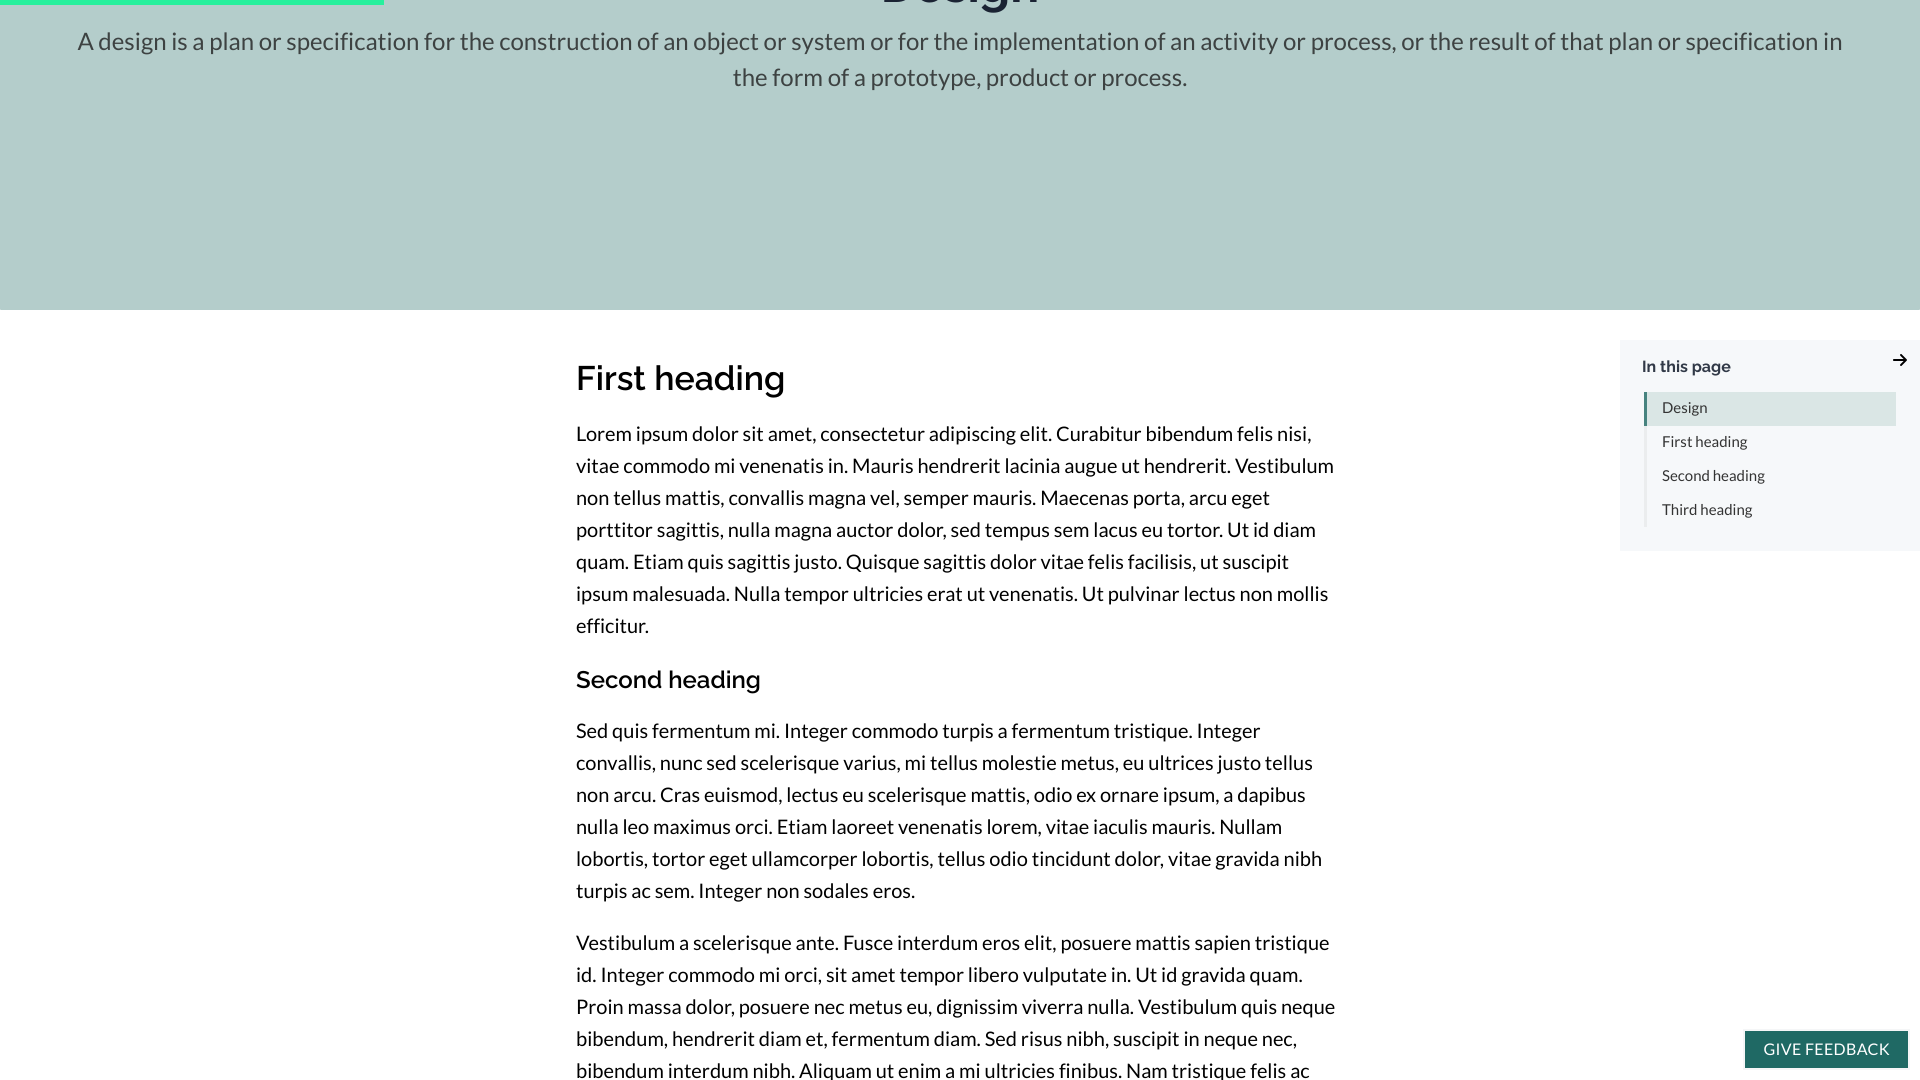 Design
A design is a plan or specification for the construction of an object or system or for the implementation of an activity or process, or the result of that plan or specification in
the form of a prototype, product or process.
First heading
Lorem ipsum dolor sit amet, consectetur adipiscing elit. Curabitur bibendum felis nisi,
vitae commodo mi venenatis in. Mauris hendrerit lacinia augue ut hendrerit. Vestibulum
non tellus mattis, convallis magna vel, semper mauris. Maecenas porta, arcu eget
porttitor sagittis, nulla magna auctor dolor, sed tempus sem lacus eu tortor. Ut id diam
quam. Etiam quis sagittis justo. Quisque sagittis dolor vitae felis facilisis, ut suscipit
ipsum malesuada. Nulla tempor ultricies erat ut venenatis. Ut pulvinar lectus non mollis
efficitur.
Second heading
Sed quis fermentum mi. Integer commodo turpis a fermentum tristique. Integer
convallis, nunc sed scelerisque varius, mi tellus molestie metus, eu ultrices justo tellus
non arcu. Cras euismod, lectus eu scelerisque mattis, odio ex ornare ipsum, a dapibus
nulla leo maximus orci. Etiam laoreet venenatis lorem, vitae iaculis mauris. Nullam
lobortis, tortor eget ullamcorper lobortis, tellus odio tincidunt dolor, vitae gravida nibh
turpis ac sem. Integer non sodales eros.
Vestibulum a scelerisque ante. Fusce interdum eros elit, posuere mattis sapien tristique
id. Integer commodo mi orci, sit amet tempor libero vulputate in. Ut id gravida quam.
Proin massa dolor, posuere nec metus eu, dignissim viverra nulla. Vestibulum quis neque
bibendum, hendrerit diam et, fermentum diam. Sed risus nibh, suscipit in neque nec,
bibendum interdum nibh. Aliquam ut enim a mi ultricies finibus. Nam tristique felis ac
In this page
Design
First heading
Second heading
Third heading
GIVE FEEDBACK